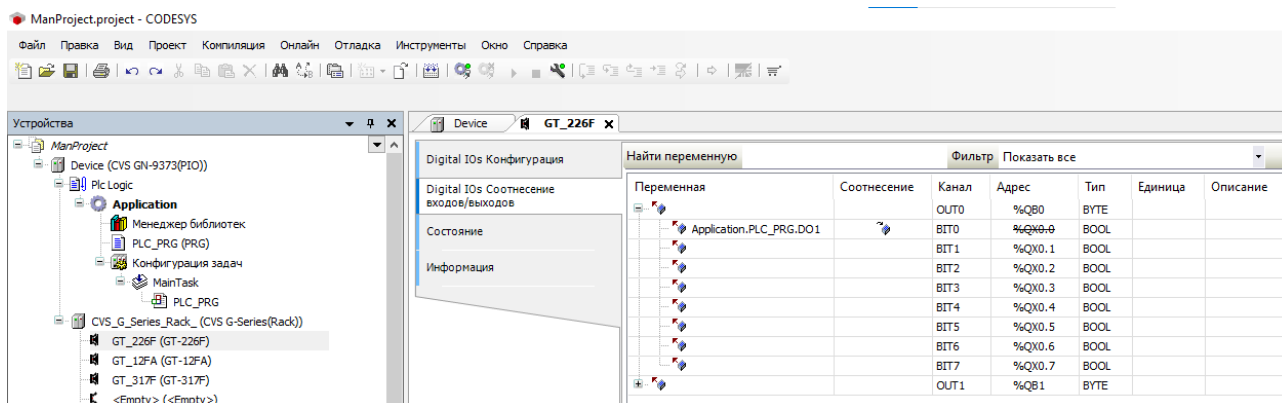 ManProject.project - CODESYS
Файл Правка Вид Проект Компиляция Онлайн Отладка Инструменты Окно Справка
Устройства
ManProject
Device (CVS GN-9373(PIO))
Plc Logic
Application
Менеджер библиотек
PLC_PRG (PRG)
Конфигурация задач
MainTask
PLC_PRG
CVS_G_Series_Rack_ (CVS G-Series(Rack))
GT_226F (GT-226F)
GT_12FA (GT-12FA)
GT_317F (GT-317F)
<Empty> (<Empty>)
Device GT_226F
Digital IOs Конфигурация
Digital IOs Соотнесение
входов/выходов
Состояние
Информация
Найти переменную Фильтр Показать все
Переменная Соотнесение Канал Адрес Тип Единица Описание
OUT0 %QB0 BYTE
Application.PLC_PRG.DO1 BIT0 %QX0.0 BOOL
BIT1 %QX0.1 BOOL
BIT2 %QX0.2 BOOL
BIT3 %QX0.3 BOOL
BIT4 %QX0.4 BOOL
BIT5 %QX0.5 BOOL
BIT6 %QX0.6 BOOL
BIT7 %QX0.7 BOOL
OUT1 %QB1 BYTE